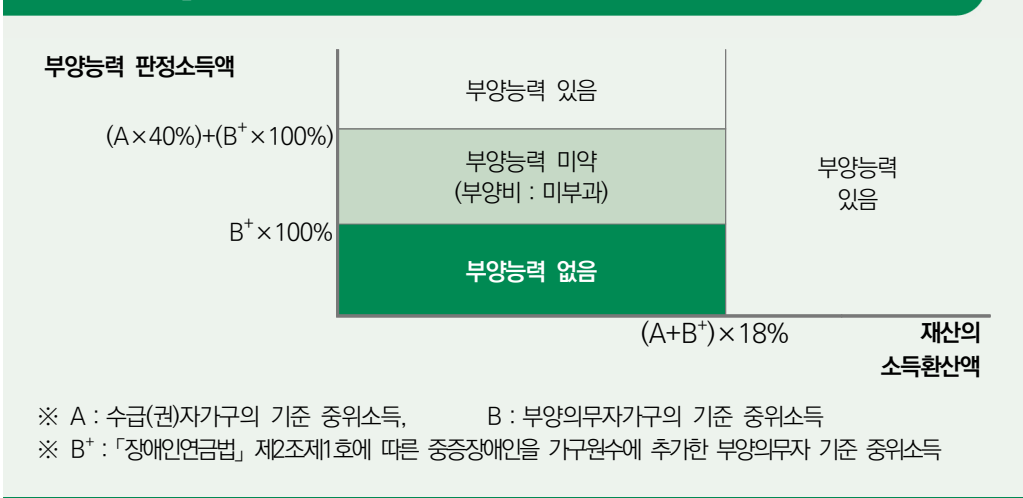 부양능력 판정소득액
부양능력 있음
(A×40%)+(B⁺×100%)
부양능력 미약
(부양비 : 미부과)
부양능력
있음
B⁺×100%
부양능력 없음
(A+B⁺)×18%
재산의
소득환산액
※ A : 수급(권)자가구의 기준 중위소득, B : 부양의무자가구의 기준 중위소득
※ B⁺ : 「장애인연금법」 제2조제1호에 따른 중증장애인을 가구원수에 추가한 부양의무자 기준 중위소득